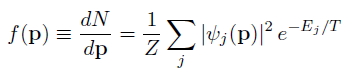 f(𝐩) ≡ dN/d𝐩 = 1/Z ∑_j |ψ_j(𝐩)|² e^{−E_j/T}